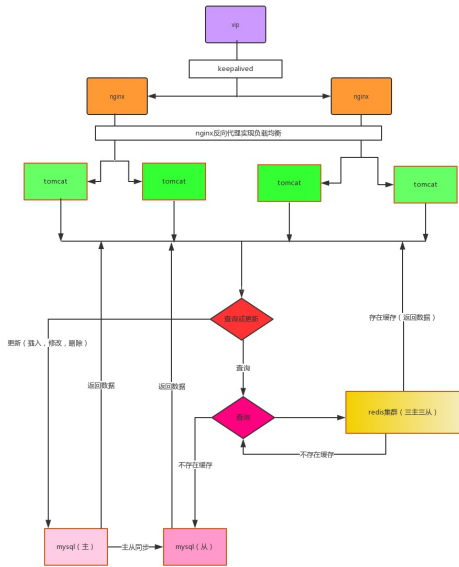 vip
keepalived
nginx
nginx
nginx反向代理实现负载均衡
tomcat
tomcat
tomcat
tomcat
查询或更新
存在缓存（返回数据）
更新（插入，修改，删除）
查询
返回数据
返回数据
查询
redis集群（三主三从）
不存在缓存
不存在缓存
mysql（主）
主从同步
mysql（从）